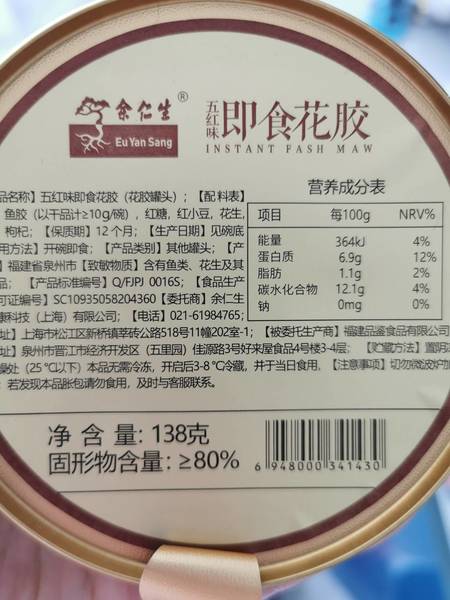 余仁生®
Eu Yan Sang
五红味
即食花胶
INSTANT FASH MAW
品名称】五红味即食花胶（花胶罐头）；【配料表】
鱼胶（以干品计≥10g/碗），红糖，红小豆，花生，
枸杞；【保质期】12个月；【生产日期】见碗底
用方法】开碗即食；【产品类别】其他罐头；【产
】福建省泉州市【致敏物质】含有鱼类、花生及其
品；【产品标准编号】Q/FJPJ 0016S；【食品生产
可证编号】SC10935058204360【委托商】余仁生
康科技（上海）有限公司；【电话】021-61984765；
址】上海市松江区新桥镇莘砖公路518号11幢202室-1；【被委托生产商】福建品鉴食品有限公司
址】泉州市晋江市经济开发区（五里园）佳源路3号好来屋食品4号楼3-4层；【贮藏方法】置阴
燥处（25℃以下）本品无需冷冻，开启后3-8℃冷藏，并于当日食用。【注意事项】切勿微波炉
；若发现本品胀包请勿食用，及时与客服联系。
营养成分表
项目 每100g NRV%
能量 364kJ 4%
蛋白质 6.9g 12%
脂肪 1.1g 2%
碳水化合物 12.1g 4%
钠 0mg 0%
净含量：138克
固形物含量：≥80%
6 948000 341430